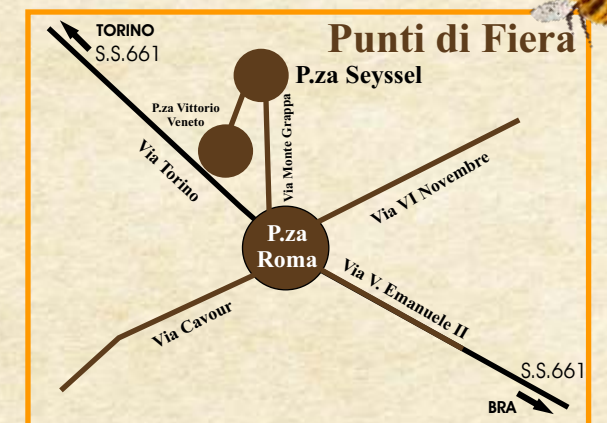 TORINO
S.S.661
Punti di Fiera
P.za Seyssel
P.za Vittorio
Veneto
Via Monte Grappa
Via Torino
Via VI Novembre
P.za
Roma
Via V. Emanuele II
Via Cavour
S.S.661
BRA